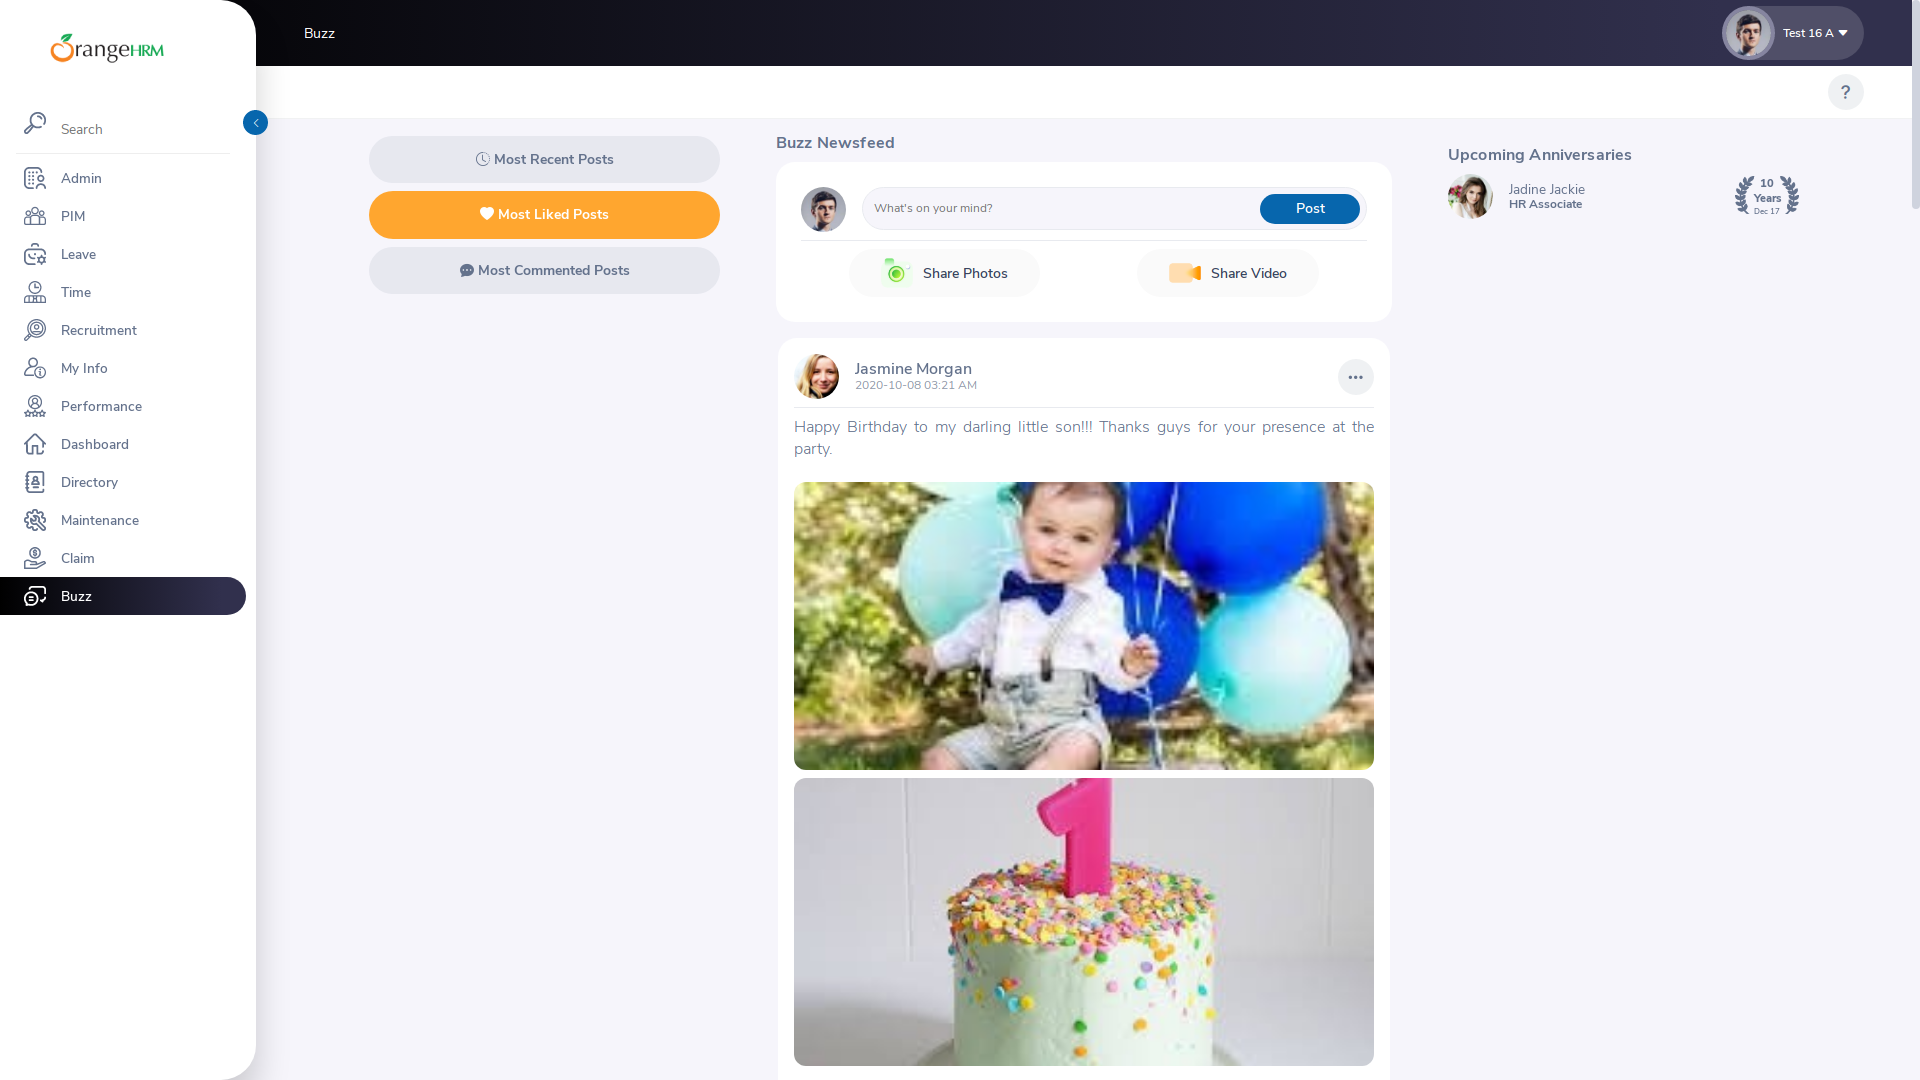 OrangeHRM
Search
Admin
PIM
Leave
Time
Recruitment
My Info
Performance
Dashboard
Directory
Maintenance
Claim
Buzz
Buzz
Test 16 A
?
Most Recent Posts
Most Liked Posts
Most Commented Posts
Buzz Newsfeed
What's on your mind?
Post
Share Photos
Share Video
Jasmine Morgan
2020-10-08 03:21 AM
Happy Birthday to my darling little son!!! Thanks guys for your presence at the
party.
1
Upcoming Anniversaries
Jadine Jackie
HR Associate
10
Years
Dec 17